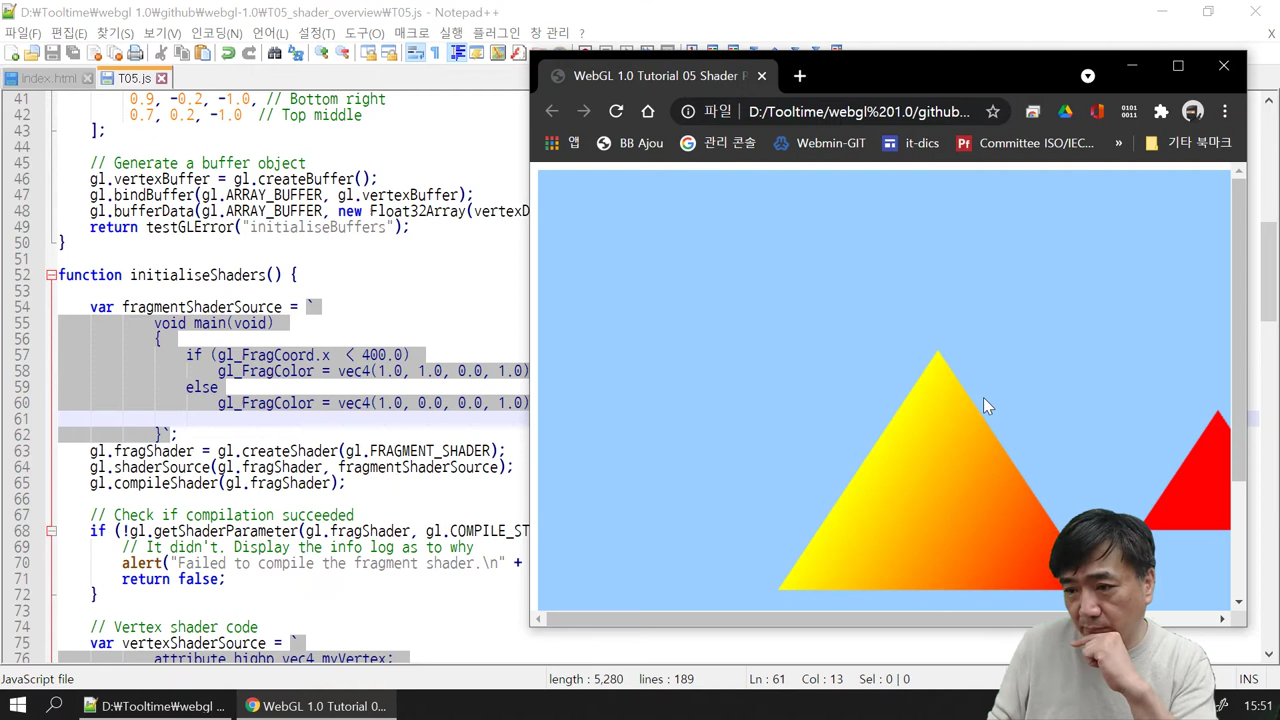 D:₩Tooltime₩webgl 1.0₩github₩webgl-1.0₩T05_shader_overview₩T05.js - Notepad++
파일(F) 편집(E) 찾기(S) 보기(V) 인코딩(N) 언어(L) 설정(T) 도구(O) 매크로 실행 플러그인 창 관리 ?
X
index.html
T05.js
41 0.9, -0.2, -1.0, // Bottom right
42 0.7, 0.2, -1.0 // Top middle
43 ];
44
45 // Generate a buffer object
46 gl.vertexBuffer = gl.createBuffer();
47 gl.bindBuffer(gl.ARRAY_BUFFER, gl.vertexBuffer);
48 gl.bufferData(gl.ARRAY_BUFFER, new Float32Array(vertexD
49 return testGLError("initialiseBuffers");
50 }
51
52 function initialiseShaders() {
53
54 var fragmentShaderSource = `
55 void main(void)
56 {
57 if (gl_FragCoord.x < 400.0)
58 gl_FragColor = vec4(1.0, 1.0, 0.0, 1.0)
59 else
60 gl_FragColor = vec4(1.0, 0.0, 0.0, 1.0)
61
62 }`;
63 gl.fragShader = gl.createShader(gl.FRAGMENT_SHADER);
64 gl.shaderSource(gl.fragShader, fragmentShaderSource);
65 gl.compileShader(gl.fragShader);
66
67 // Check if compilation succeeded
68 if (!gl.getShaderParameter(gl.fragShader, gl.COMPILE_ST
69 // It didn't. Display the info log as to why
70 alert("Failed to compile the fragment shader.\n" +
71 return false;
72 }
73
74 // Vertex shader code
75 var vertexShaderSource = `
76 attribute highp vec4 myVertex;
WebGL 1.0 Tutorial 05 Shader P
파일 D:/Tooltime/webgl%201.0/github...
0101
0011
앱 BB Ajou 관리 콘솔 Webmin-GIT it-dics Committee ISO/IEC... » 기타 북마크
JavaScript file length : 5,280 lines : 189 Ln : 61 Col : 13 Sel : 0 | 0 INS
D:₩Tooltime₩webgl ... WebGL 1.0 Tutorial 0... 15:51